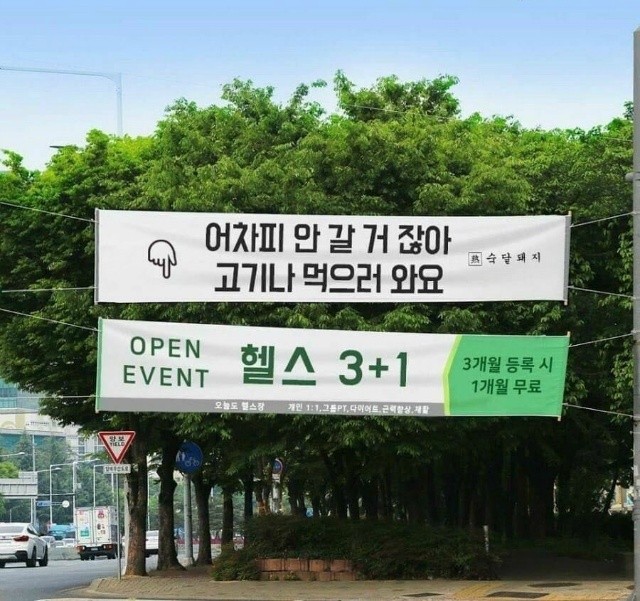 어차피 안 갈 거 잖아
고기나 먹으러 와요
熟 숙달돼지
OPEN
EVENT
헬스 3+1
3개월 등록 시
1개월 무료
오늘도 헬스장
개인 1:1,그룹PT,다이어트,근력향상,재활
양보
YIELD